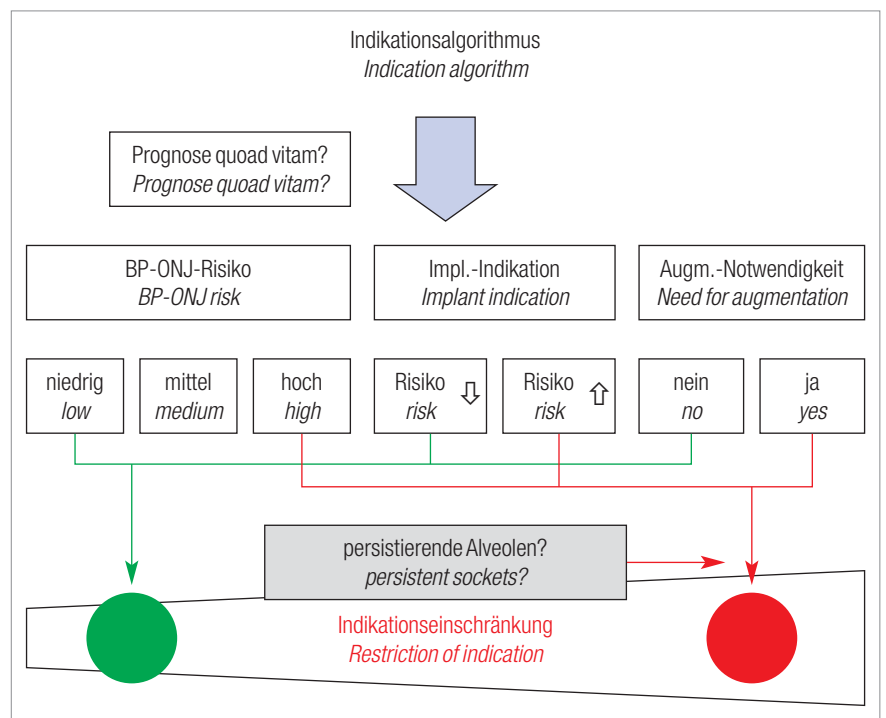 Indikationsalgorithmus
Indication algorithm
Prognose quoad vitam?
Prognose quoad vitam?
BP-ONJ-Risiko
BP-ONJ risk
Impl.-Indikation
Implant indication
Augm.-Notwendigkeit
Need for augmentation
niedrig
low
mittel
medium
hoch
high
Risiko
risk
Risiko
risk
nein
no
ja
yes
persistierende Alveolen?
persistent sockets?
Indikationseinschränkung
Restriction of indication